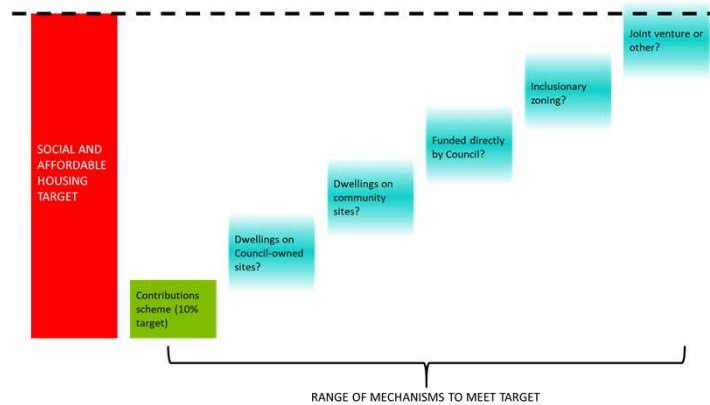 SOCIAL AND
AFFORDABLE
HOUSING
TARGET
Contributions
scheme (10%
target)
Dwellings on
Council-owned
sites?
Dwellings on
community
sites?
Funded directly
by Council?
Inclusionary
zoning?
Joint venture or
other?
RANGE OF MECHANISMS TO MEET TARGET